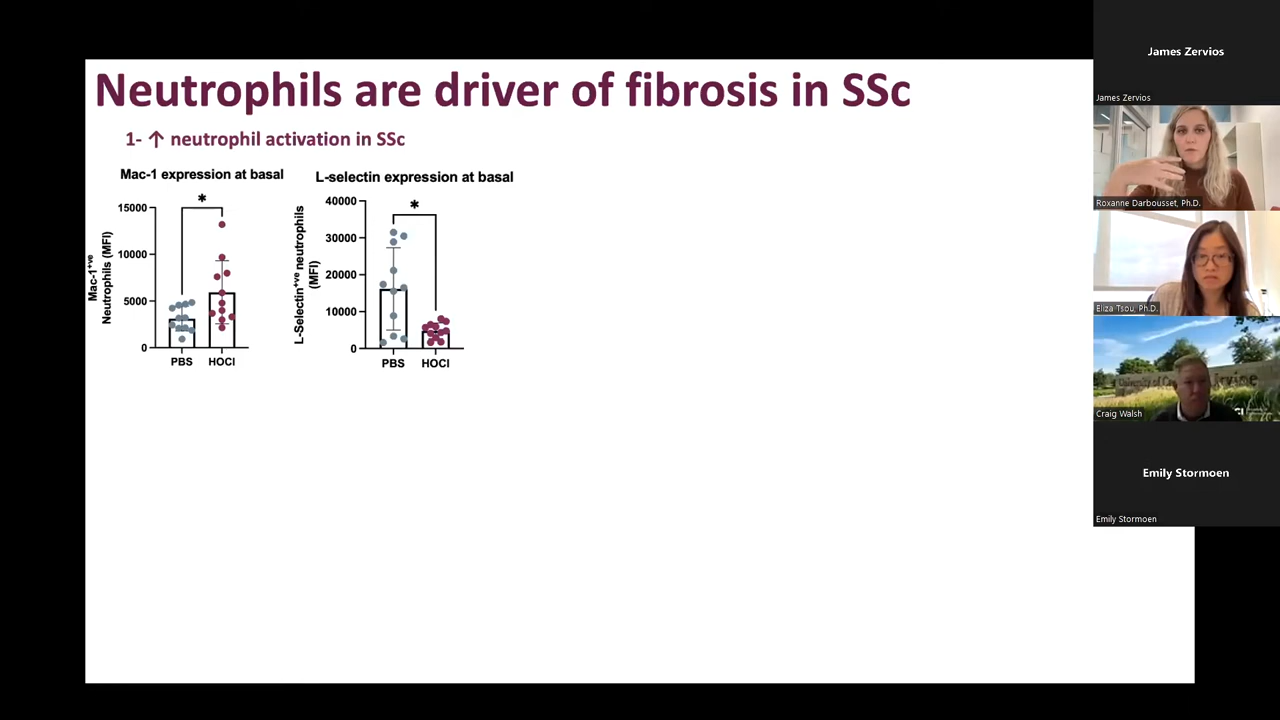 Neutrophils are driver of fibrosis in SSc
1- ↑ neutrophil activation in SSc
Mac-1 expression at basal
Mac-1+ve
Neutrophils (MFI)
15000
10000
5000
0
*
PBS
HOCl
L-selectin expression at basal
L-Selectin+ve neutrophils
(MFI)
40000
30000
20000
10000
0
*
PBS
HOCl
James Zervios
James Zervios
Roxanne Darbousset, Ph.D.
Eliza Tsou, Ph.D.
Craig Walsh
Emily Stormoen
Emily Stormoen